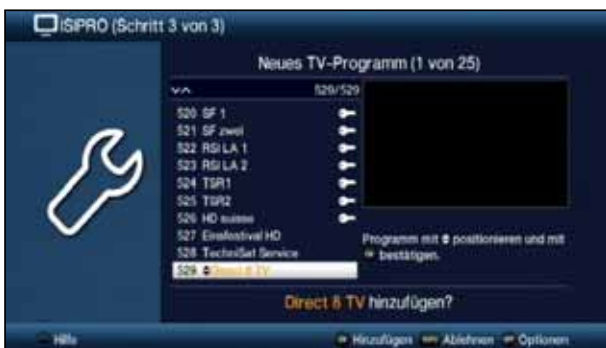 ISIPRO (Schritt 3 von 3)
Neues TV-Programm (1 von 25)
529/529
520 SF 1
521 SF zwei
522 RSI LA 1
523 RSI LA 2
524 TSR1
525 TSR2
526 HD suisse
527 Einsfestival HD
528 TechniSat Service
529 Direct 8 TV
Programm mit positionieren und mit
bestätigen.
Direct 8 TV hinzufügen?
Hilfe
Hinzufügen Ablehnen Optionen